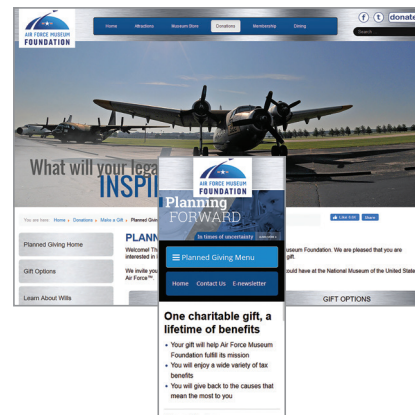 AIR FORCE MUSEUM
FOUNDATION
Home Attractions Museum Store Donations Membership Dining
f t donate
Search ...
What will your lega
INSPI
You are here: Home Donations Make a Gift Planned Givin
Like Share
Planned Giving Home
Gift Options
Learn About Wills
PLANN
Welcome! Th
useum Foundation. We are pleased that you are
interested in
gift.
We invite you
could have at the National Museum of the United State
Air Force™.
GIFT OPTIONS
AIR FORCE MUSEUM
FOUNDATION
Planning
FORWARD
In times of uncertainty
Planned Giving Menu
Home Contact Us E-newsletter
One charitable gift, a
lifetime of benefits
• Your gift will help Air Force Museum
Foundation fulfill its mission
• You will enjoy a wide variety of tax
benefits
• You will give back to the causes that
mean the most to you